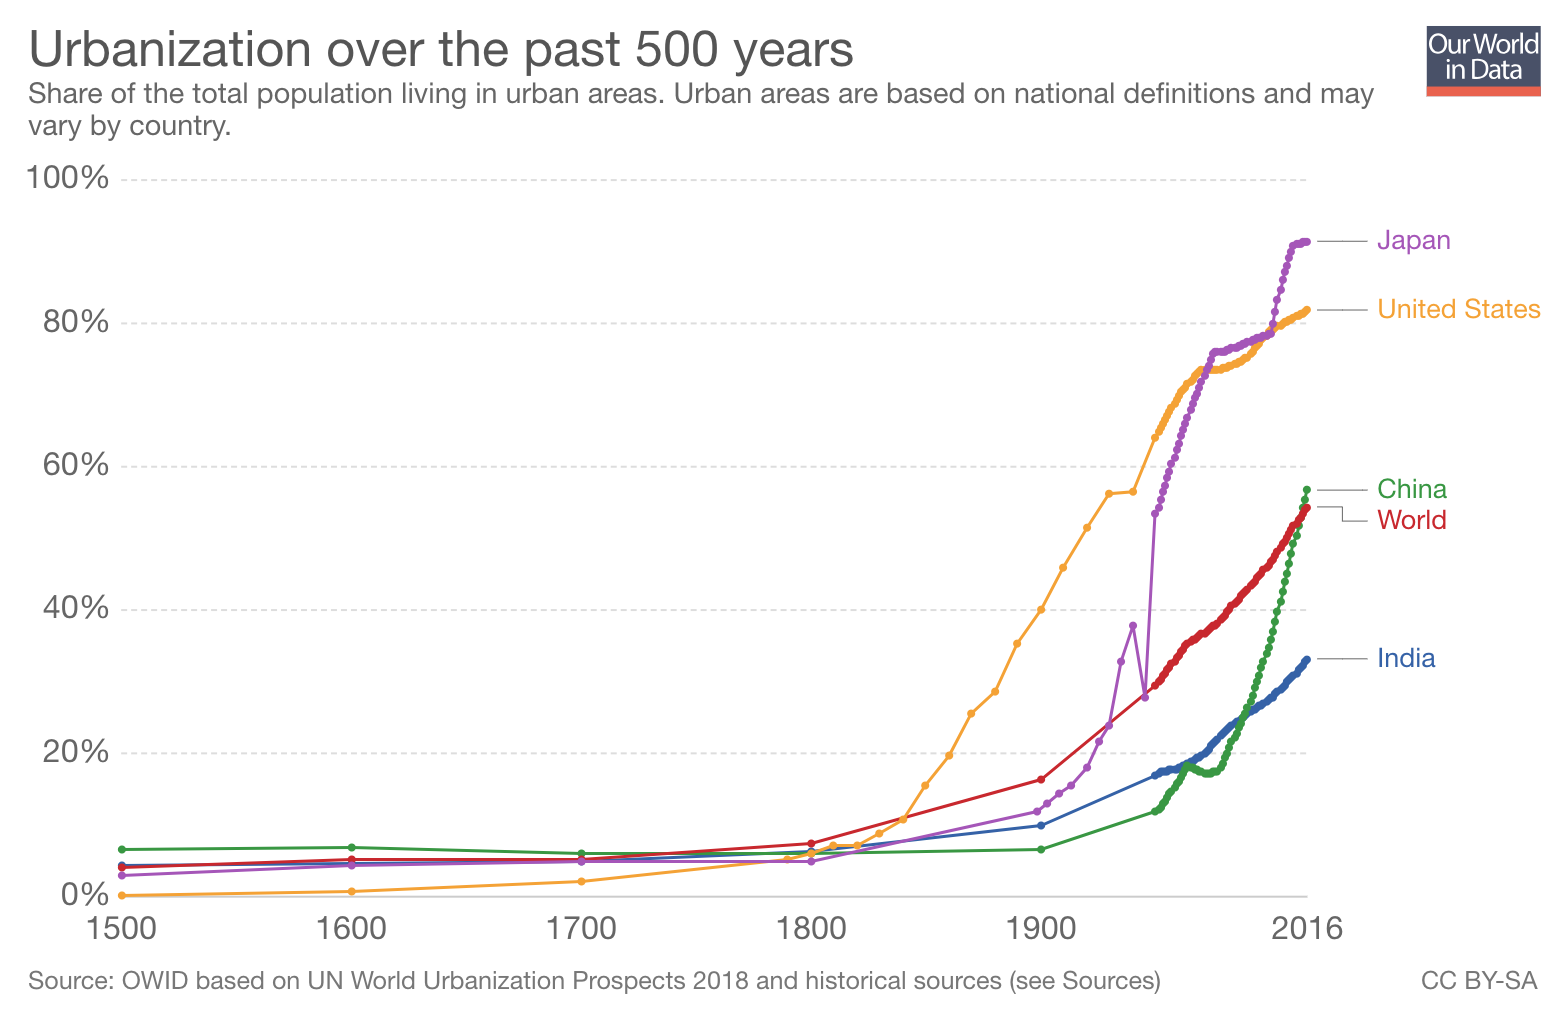 Urbanization over the past 500 years
Our World
in Data
Share of the total population living in urban areas. Urban areas are based on national definitions and may
vary by country.
100%
80%
60%
40%
20%
0%
Japan
United States
China
World
India
1500
1600
1700
1800
1900
2016
Source: OWID based on UN World Urbanization Prospects 2018 and historical sources (see Sources)
CC BY-SA